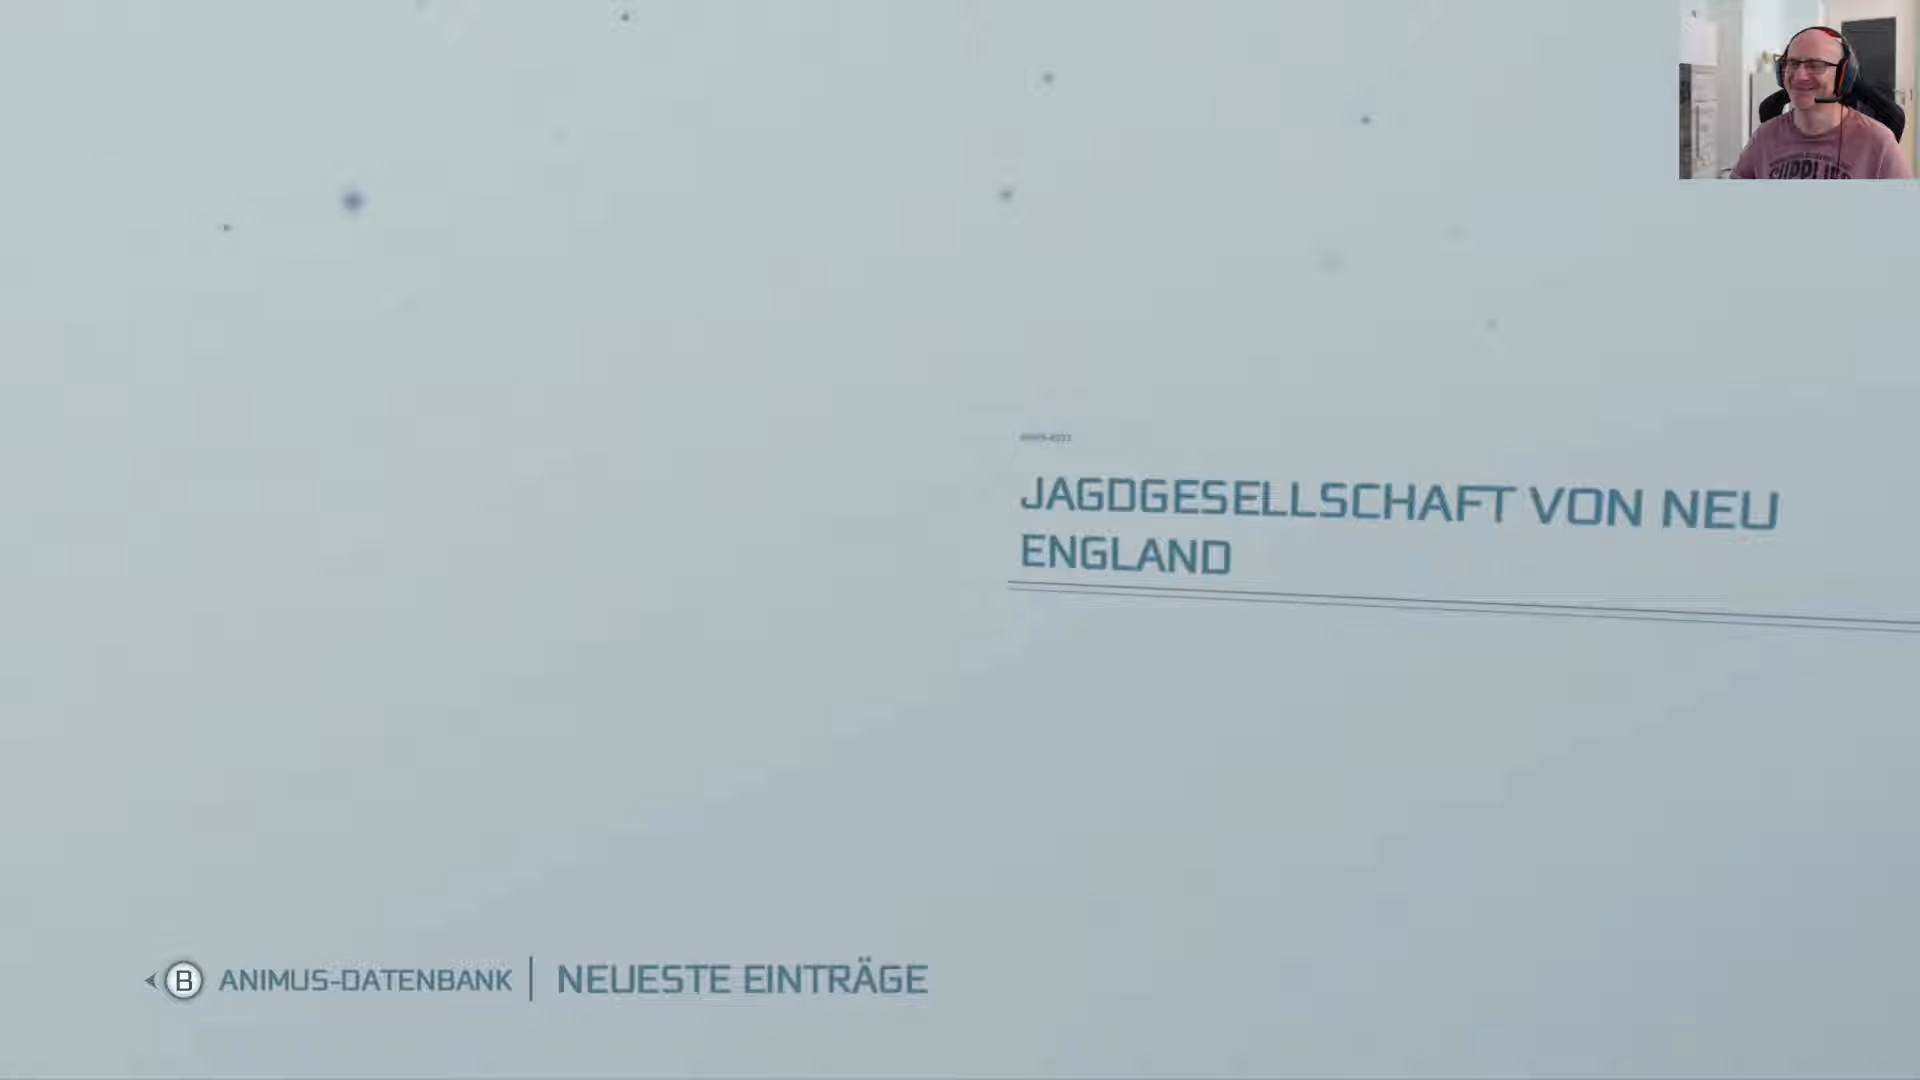 JAGDGESELLSCHAFT VON NEU
ENGLAND
B ANIMUS-DATENBANK | NEUESTE EINTRÄGE